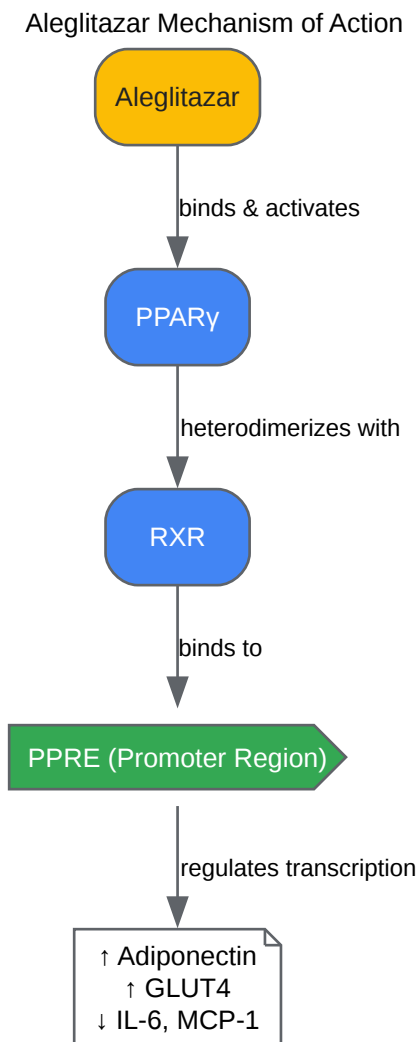 Aleglitazar Mechanism of Action
Aleglitazar
binds & activates
PPARγ
heterodimerizes with
RXR
binds to
PPRE (Promoter Region)
regulates transcription
↑ Adiponectin
↑ GLUT4
↓ IL-6, MCP-1